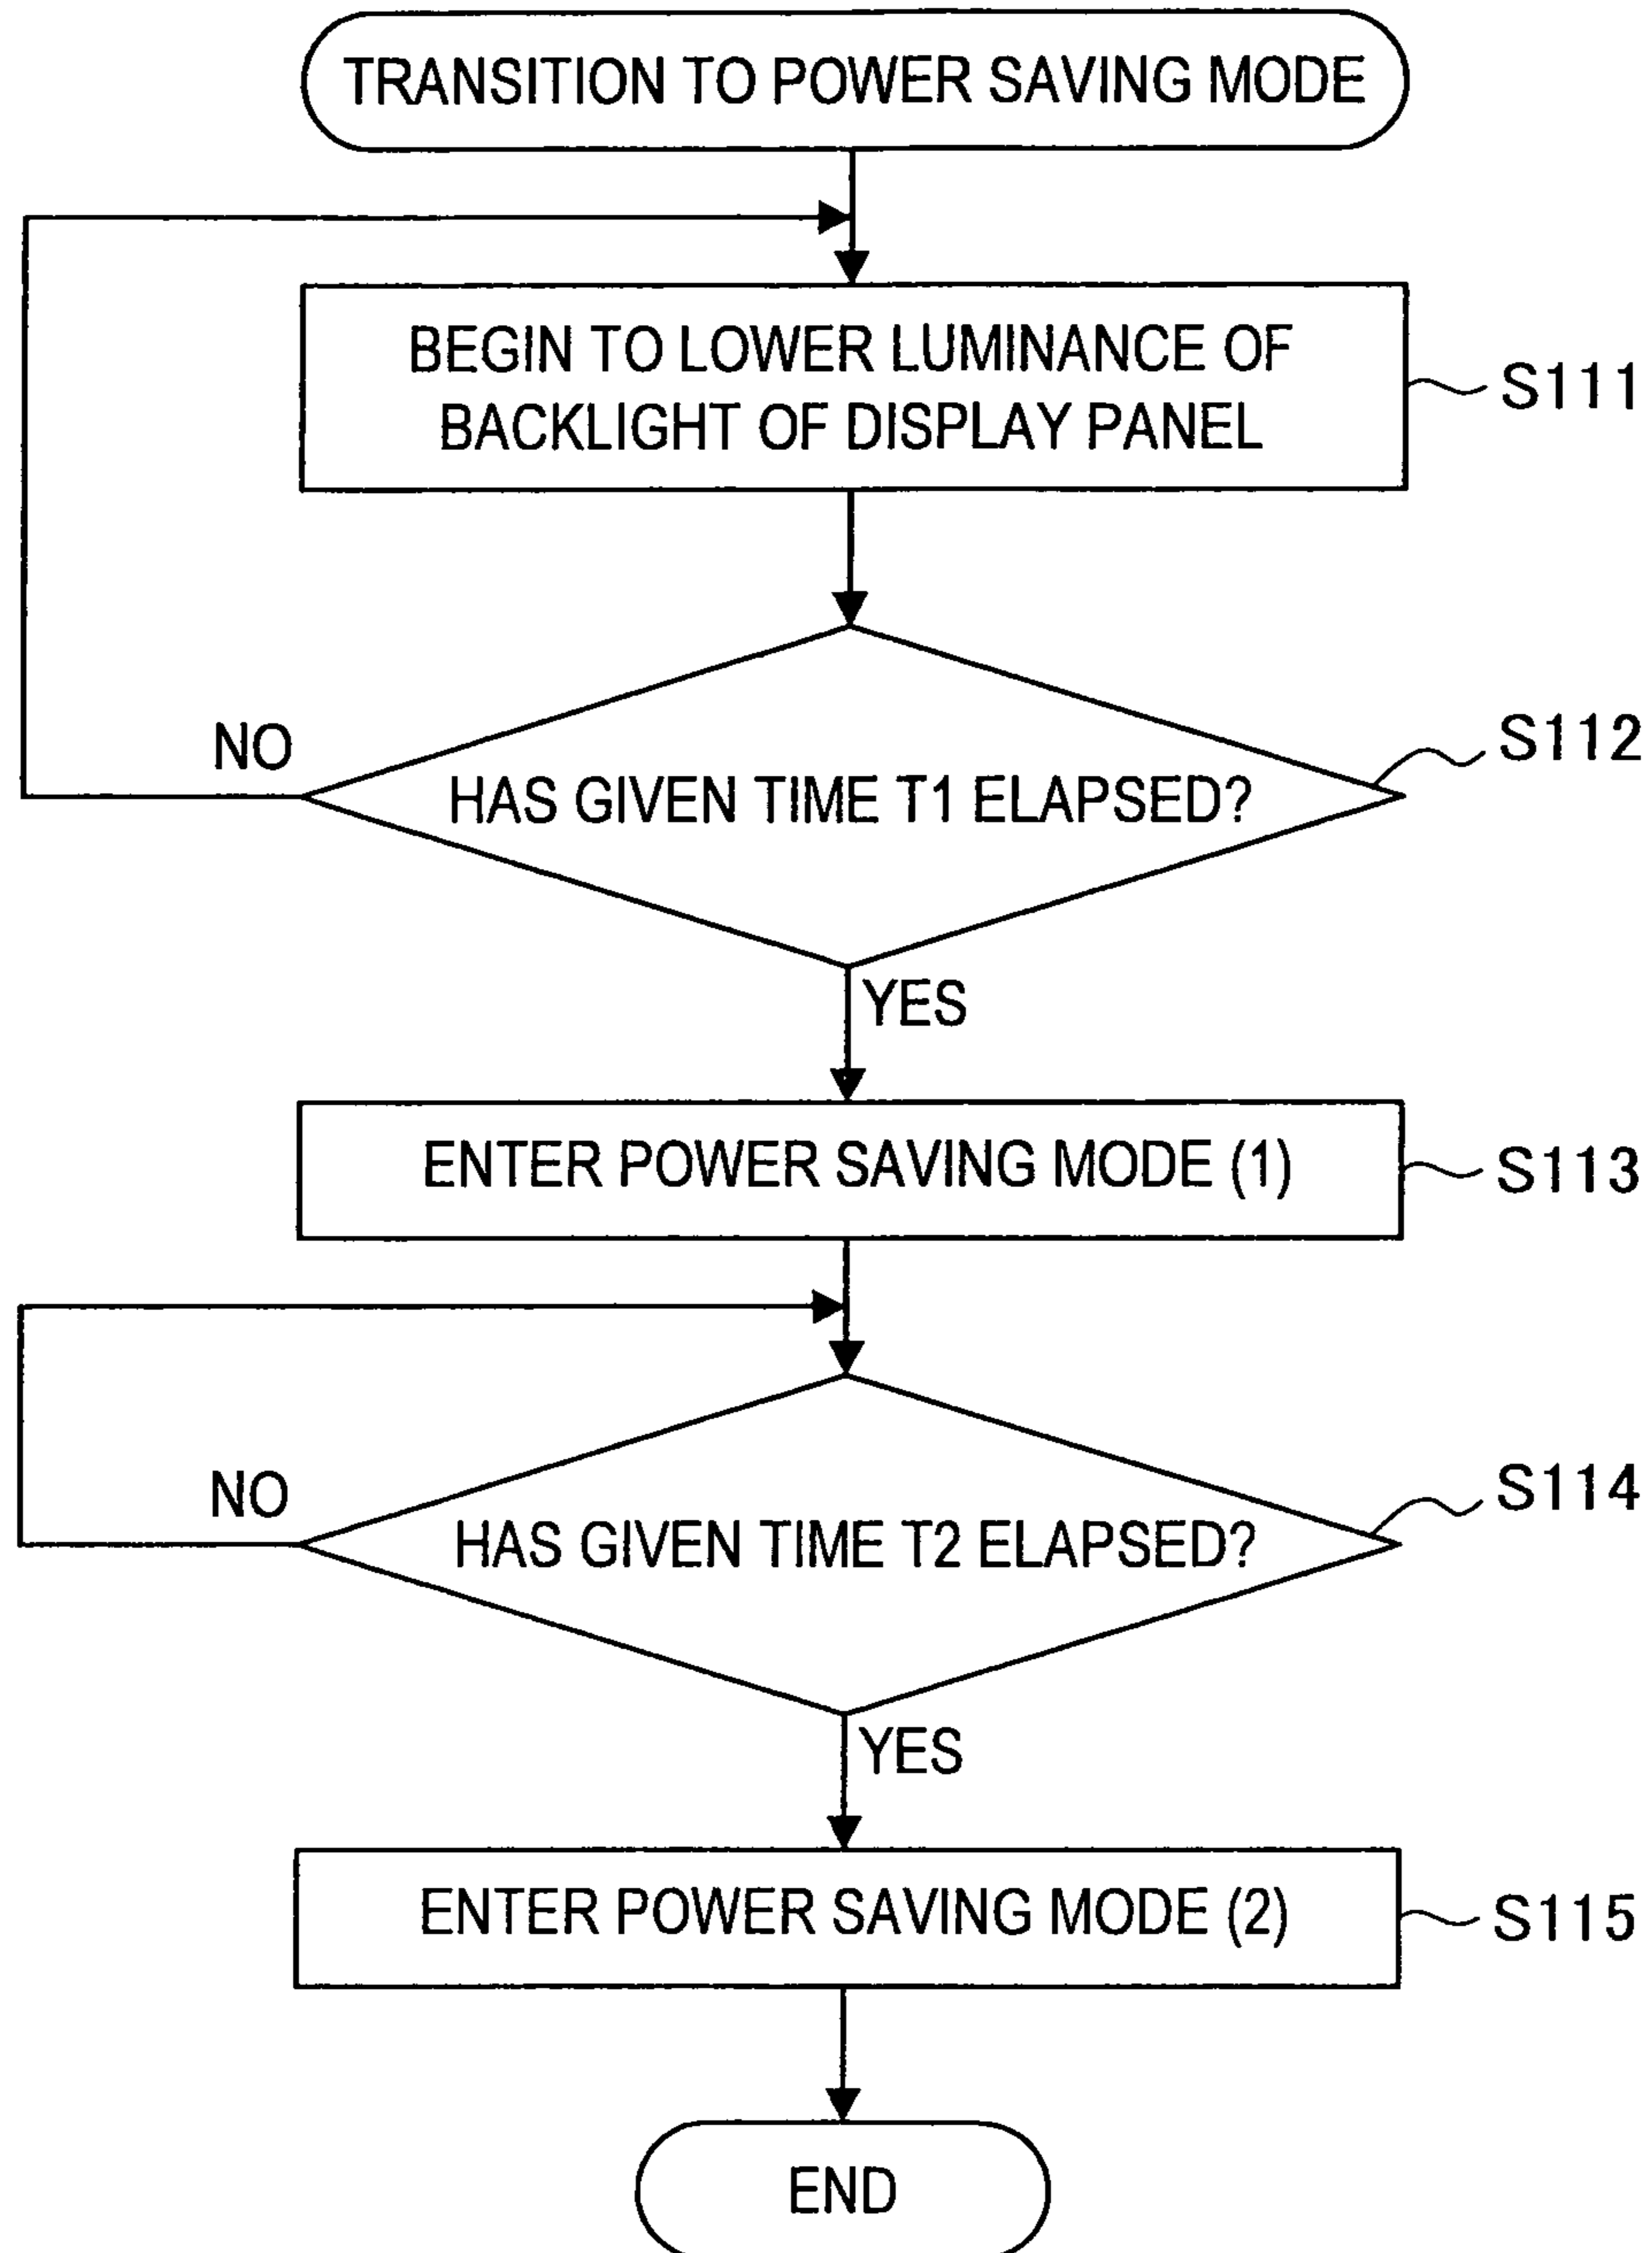 TRANSITION TO POWER SAVING MODE
BEGIN TO LOWER LUMINANCE OF
BACKLIGHT OF DISPLAY PANEL
S111
NO
HAS GIVEN TIME T1 ELAPSED?
S112
YES
ENTER POWER SAVING MODE (1)
S113
NO
HAS GIVEN TIME T2 ELAPSED?
S114
YES
ENTER POWER SAVING MODE (2)
S115
END